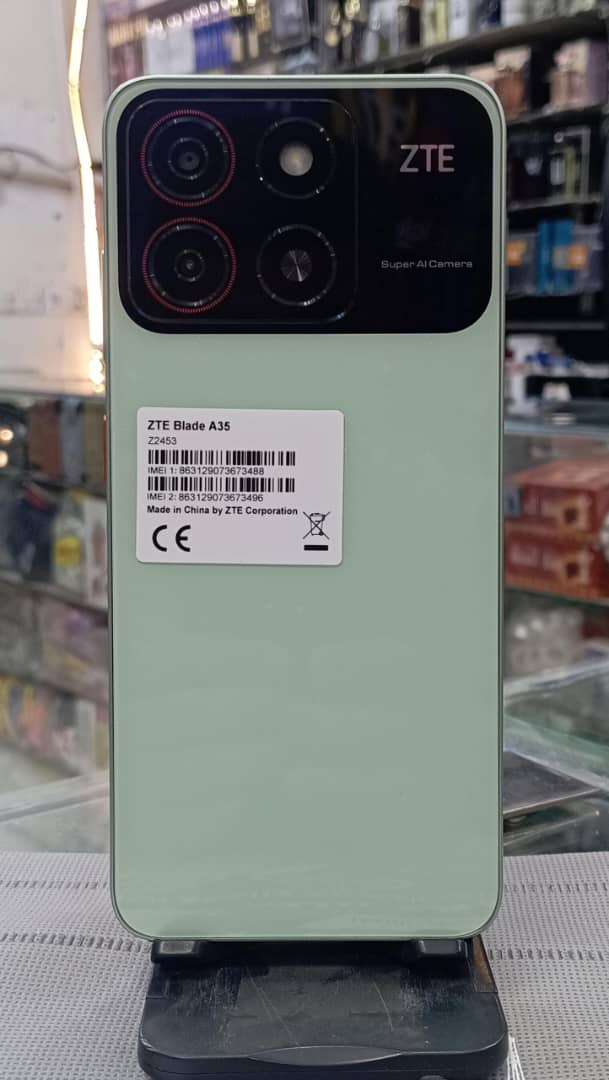 ZTE
Super AI Camera
ZTE Blade A35
Z2453
IMEI 1: 863129073673488
IMEI 2: 863129073673496
Made in China by ZTE Corporation
CE